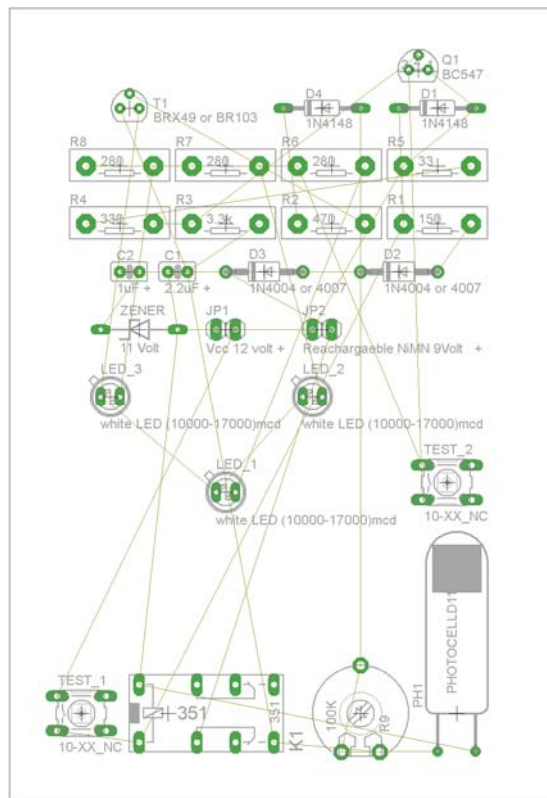 Q1
BC547
T1
BRX49 or BR103
D4
1N4148
D1
1N4148
R8
280
R7
280
R6
280
R5
33
R4
330
R3
3.3k
R2
470
R1
150
C2
1uF +
C1
2.2uF +
D3
1N4004 or 4007
D2
1N4004 or 4007
ZENER
11 Volt
JP1
Vcc 12 volt +
JP2
Reachargaeble NiMN 9Volt +
LED_3
white LED (10000-17000)mcd
LED_2
white LED (10000-17000)mcd
LED_1
white LED (10000-17000)mcd
TEST_2
10-XX_NC
PHOTOCELLD11
PH1
TEST_1
10-XX_NC
351
351
K1
100K
R9